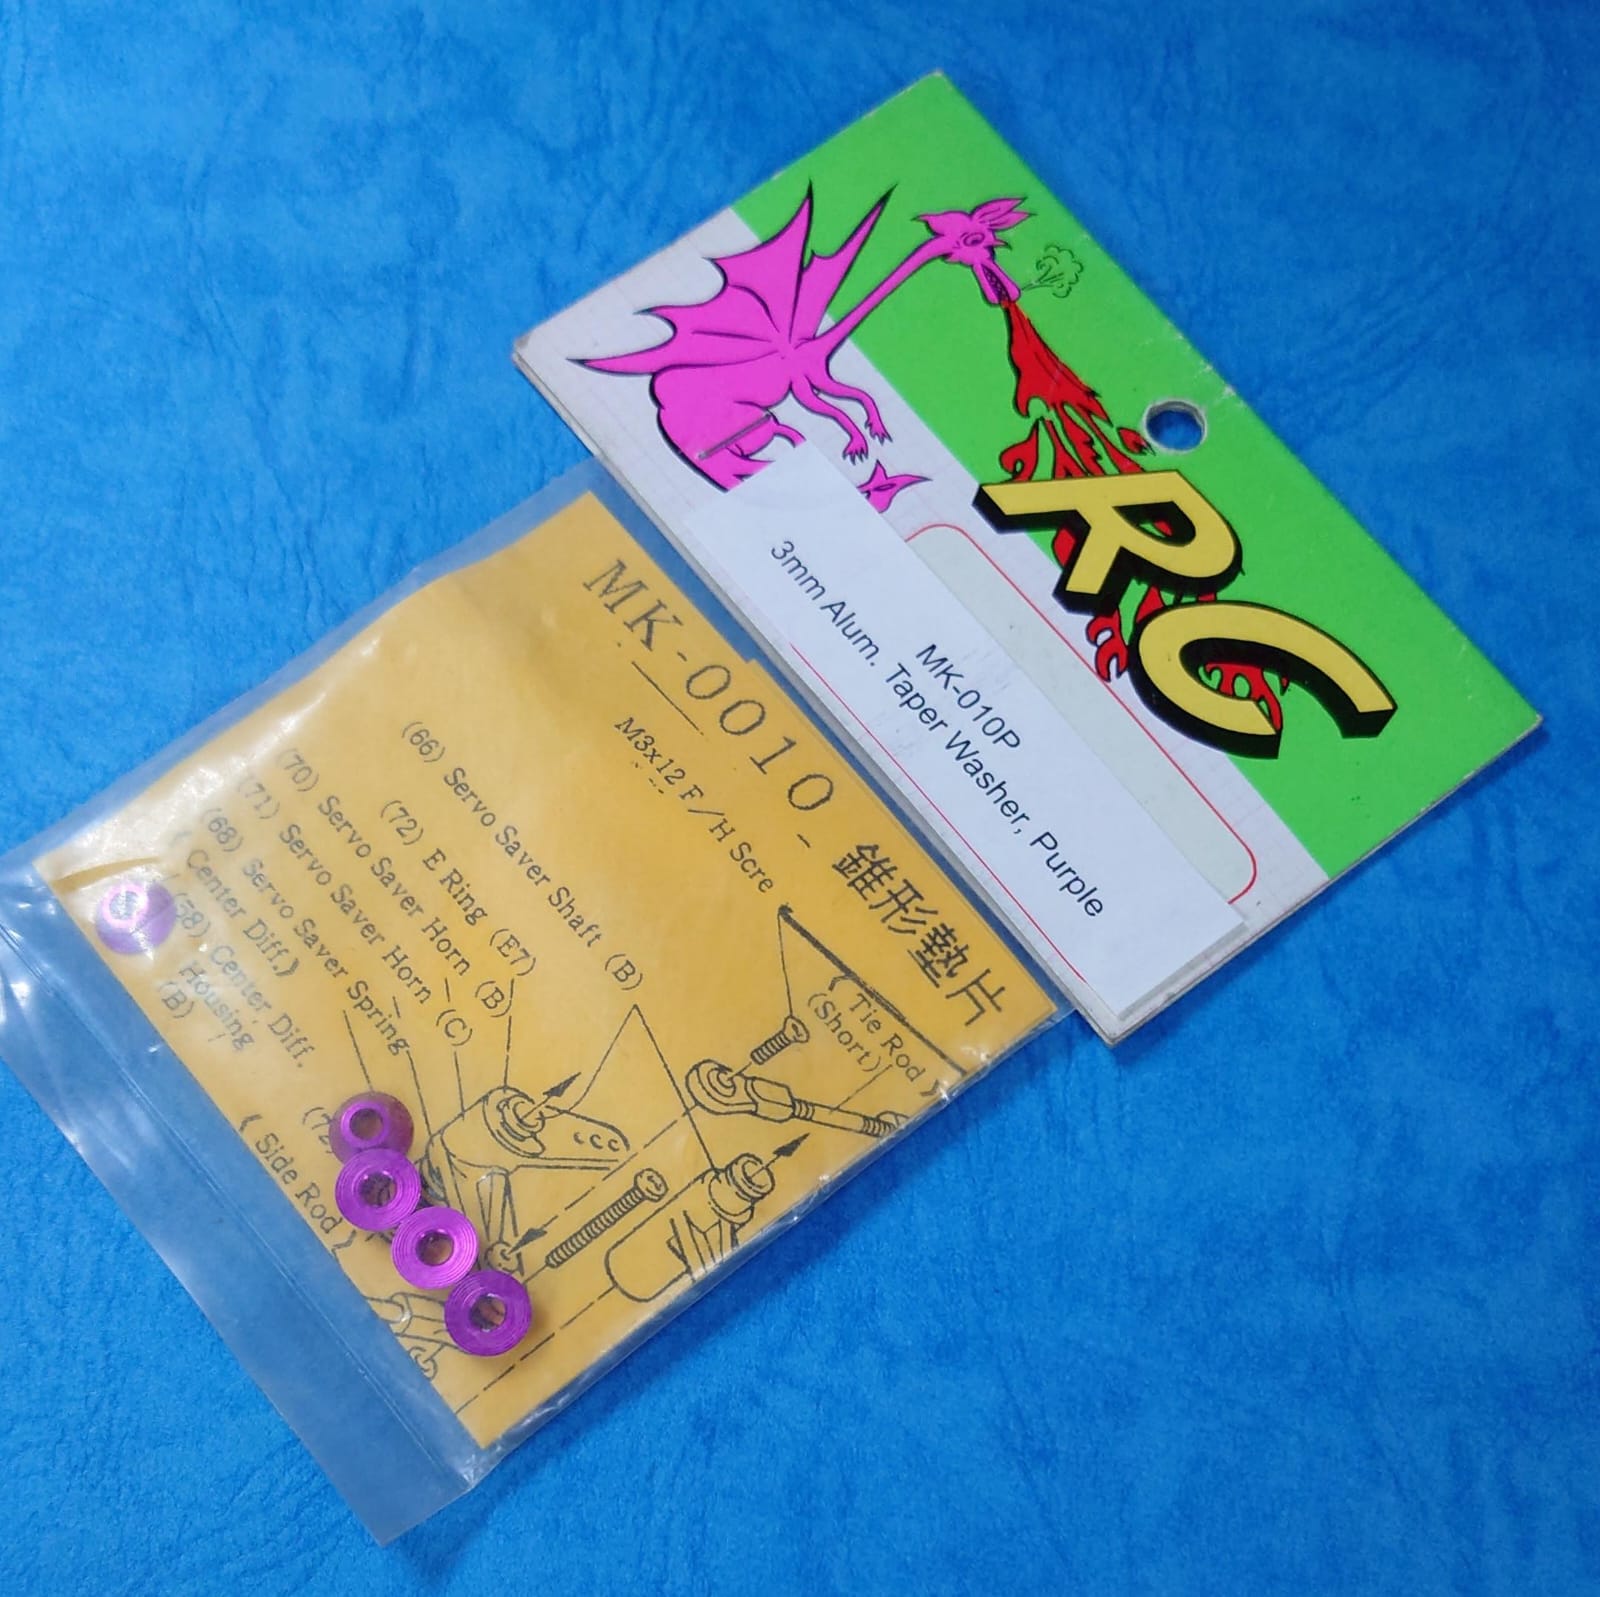 RC
MK-010P
3mm Alum. Taper Washer, Purple
MK-0010 錐形墊片
M3x12 F/H Scre
( Tie Rod )
(Short)
(66) Servo Saver Shaft (B)
(72) E Ring (E7)
(70) Servo Saver Horn (B)
(71) Servo Saver Horn (C)
(68) Servo Saver Spring
( Center Diff.)
(58) Center Diff.
Housing
(B)
(72
( Side Rod )